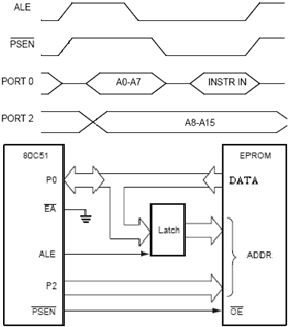 ALE
PSEN
PORT 0 A0-A7 INSTR IN
PORT 2 A8-A15
80C51 EPROM
P0 DATA
EA
Latch
ALE ADDR
P2
PSEN OE